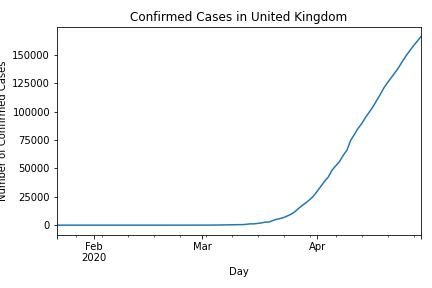 Confirmed Cases in United Kingdom
Number of Confirmed Cases
150000
125000
100000
75000
50000
25000
0
Feb
2020
Mar
Apr
Day